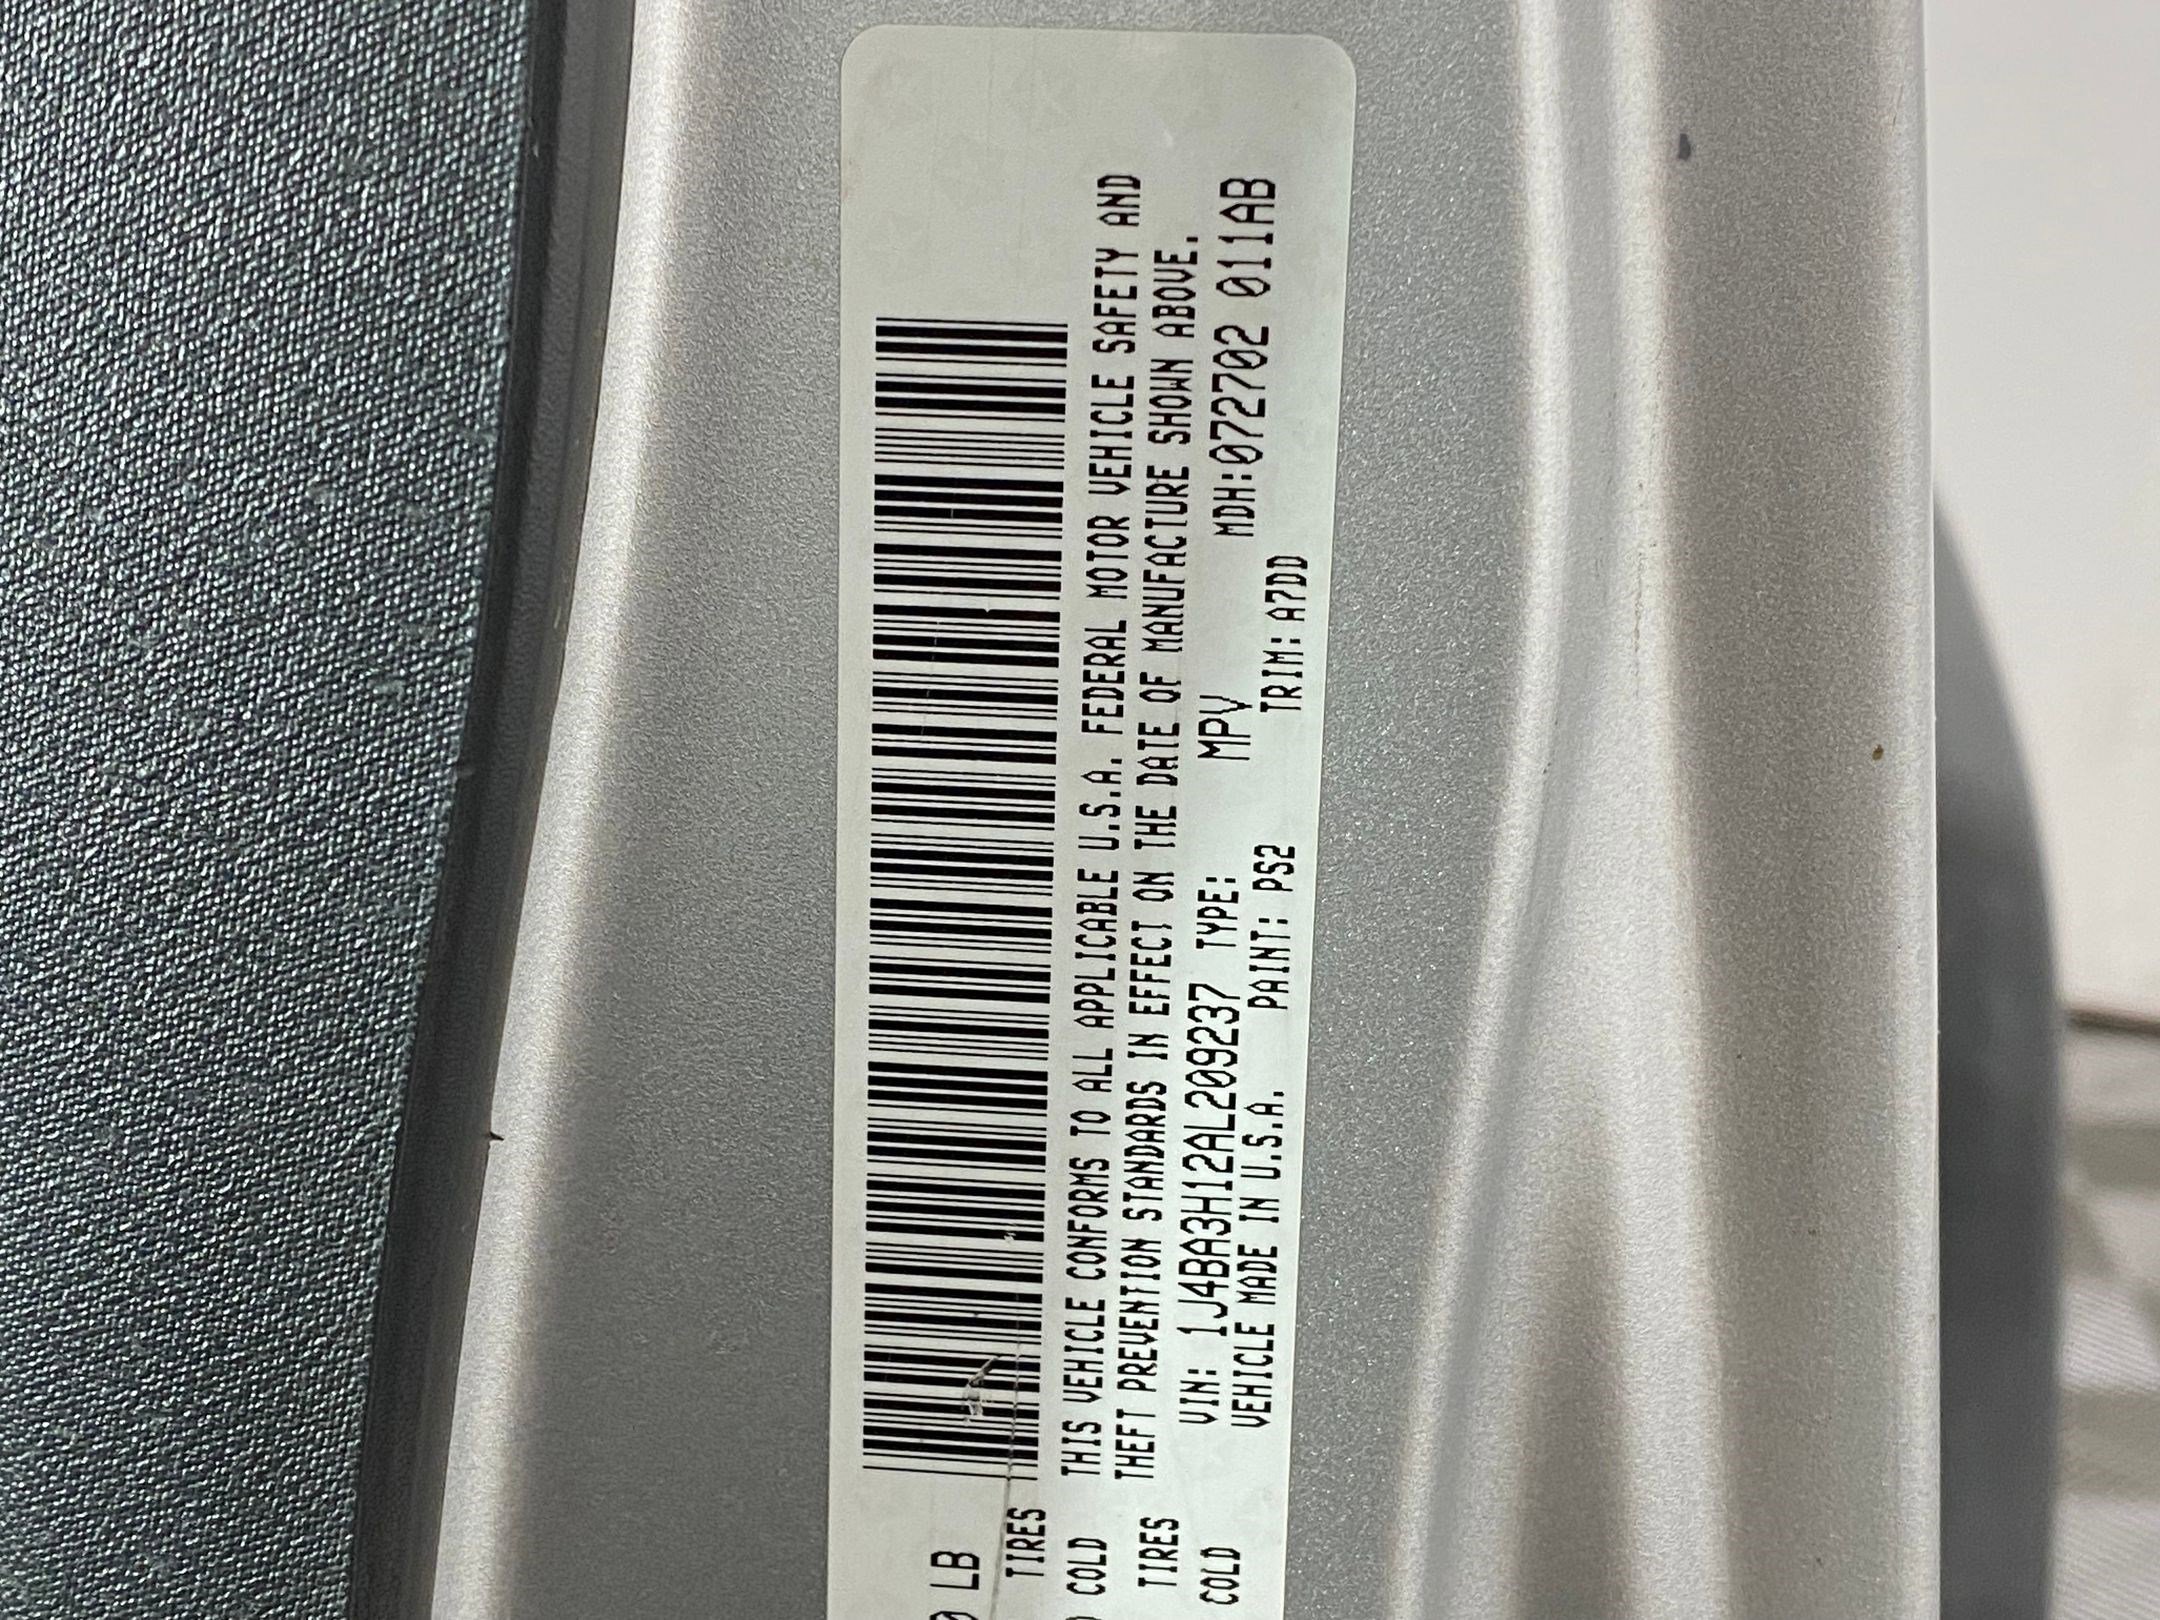 0 LB
TIRES
COLD
TIRES
COLD
THIS VEHICLE CONFORMS TO ALL APPLICABLE U.S.A. FEDERAL MOTOR VEHICLE SAFETY AND
THEFT PREVENTION STANDARDS IN EFFECT ON THE DATE OF MANUFACTURE SHOWN ABOVE.
VIN: 1J4BA3H12AL209237 TYPE: MPV MDH:072702 0111AB
VEHICLE MADE IN U.S.A. PAINT: PS2 TRIM: A7DD